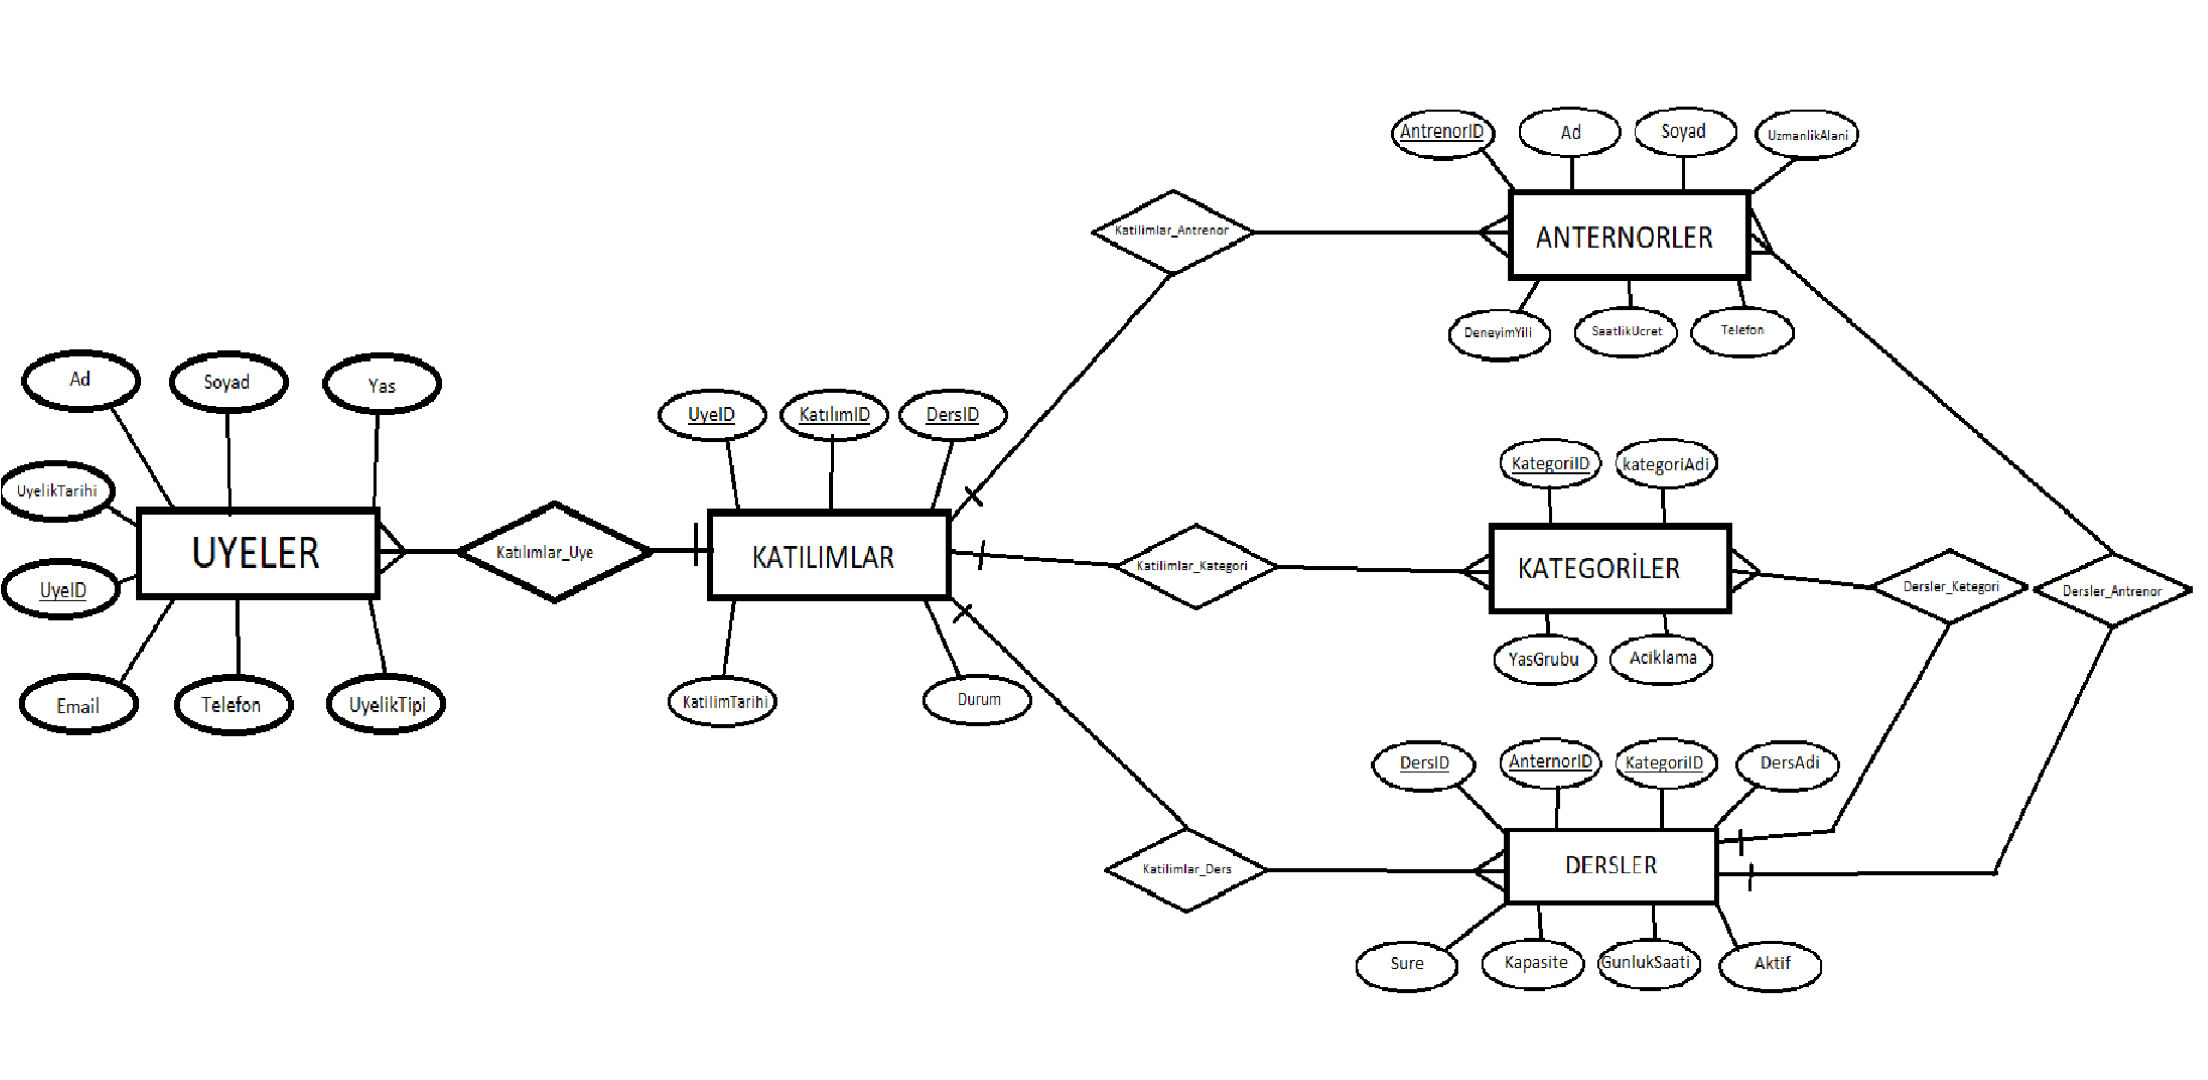 AntrenorID
Ad
Soyad
UzmanlikAlani
Katilimlar_Antrenor
ANTERNORLER
DeneyimYili
SaatlikUcret
Telefon
Ad
Soyad
Yas
UyeID
KatılımID
DersID
KategoriID
kategoriAdi
UyelikTarihi
UYELER
Katılımlar_Uye
KATILIMLAR
Katilimlar_Kategori
KATEGORİLER
Dersler_Ketegori
Dersler_Antrenor
UyeID
YasGrubu
Aciklama
Email
Telefon
UyelikTipi
KatilimTarihi
Durum
DersID
AnternorID
KategoriID
DersAdi
Katilimlar_Ders
DERSLER
Sure
Kapasite
GunlukSaati
Aktif